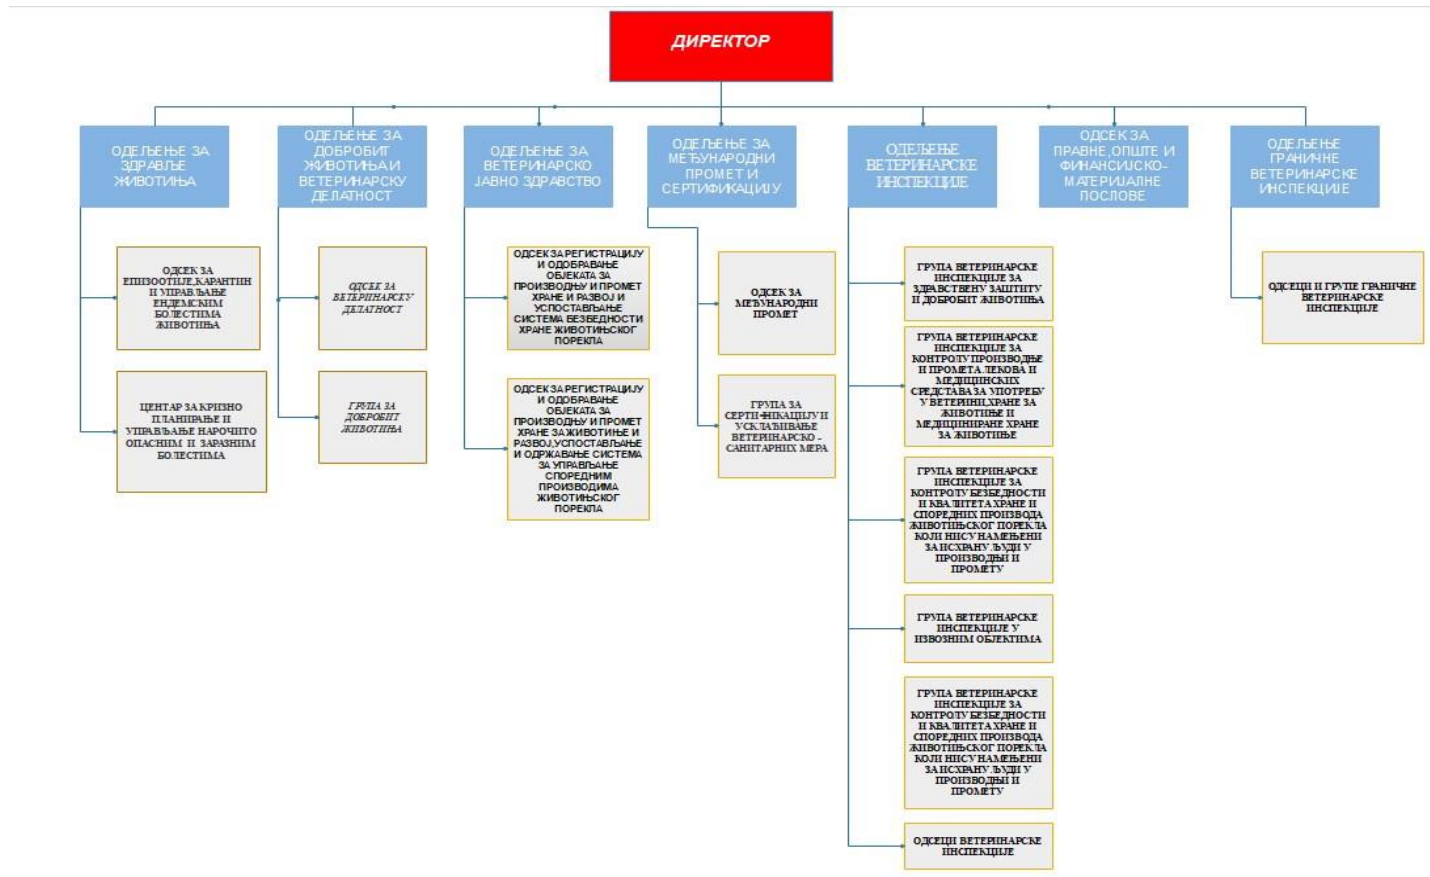 ДИРЕКТОР
ОДЕЉЕЊЕ ЗА
ЗДРАВЉЕ
ЖИВОТИЊА
ОДЕЉЕЊЕ ЗА
ДОБРОБИТ
ЖИВОТИЊА И
ВЕТЕРИНАРСКУ
ДЕЛАТНОСТ
ОДЕЉЕЊЕ ЗА
ВЕТЕРИНАРСКО
ЈАВНО ЗДРАВСТВО
ОДЕЉЕЊЕ ЗА
МЕЂУНАРОДНИ
ПРОМЕТ И
СЕРТИФИКАЦИЈУ
ОДЕЉЕЊЕ
ВЕТЕРИНАРСКЕ
ИНСПЕКЦИЈЕ
ОДСЕК ЗА
ПРАВНЕ,ОПШТЕ И
ФИНАНСИЈСКО-
МАТЕРИЈАЛНЕ
ПОСЛОВЕ
ОДЕЉЕЊЕ
ГРАНИЧНЕ
ВЕТЕРИНАРСКЕ
ИНСПЕКЦИЈЕ
ОДСЕК ЗА
ЕПИЗООТИЈЕ,КАРАНТИН
И УПРАВЉАЊЕ
ЕНДЕМСКИМ
БОЛЕСТИМА
ЖИВОТИЊА
ЦЕНТАР ЗА КРИЗНО
ПЛАНИРАЊЕ И
УПРАВЉАЊЕ НАРОЧИТО
ОПАСНИМ И ЗАРАЗНИМ
БОЛЕСТИМА
ОДСЕК ЗА
ВЕТЕРИНАРСКУ
ДЕЛАТНОСТ
ГРУПА ЗА
ДОБРОБИТ
ЖИВОТИЊА
ОДСЕК ЗА РЕГИСТРАЦИЈУ
И ОДОБРАВАЊЕ
ОБЈЕКАТА ЗА
ПРОИЗВОДЊУ И ПРОМЕТ
ХРАНЕ И РАЗВОЈ И
УСПОСТАВЉАЊЕ
СИСТЕМА БЕЗБЕДНОСТИ
ХРАНЕ ЖИВОТИЊСКОГ
ПОРЕКЛА
ОДСЕК ЗА РЕГИСТРАЦИЈУ
И ОДОБРАВАЊЕ
ОБЈЕКАТА ЗА
ПРОИЗВОДЊУ И ПРОМЕТ
ХРАНЕ ЗА ЖИВОТИЊЕ И
РАЗВОЈ,УСПОСТАВЉАЊЕ
И ОДРЖАВАЊЕ СИСТЕМА
ЗА УПРАВЉАЊЕ
СПОРЕДНИМ
ПРОИЗВОДИМА
ЖИВОТИЊСКОГ
ПОРЕКЛА
ОДСЕК ЗА
МЕЂУНАРОДНИ
ПРОМЕТ
ГРУПА ЗА
СЕРТИФИКАЦИЈУ И
УСКЛАЂИВАЊЕ
ВЕТЕРИНАРСКО -
САНИТАРНИХ МЕРА
ГРУПА ВЕТЕРИНАРСКЕ
ИНСПЕКЦИЈЕ ЗА
ЗДРАВСТВЕНУ ЗАШТИТУ
И ДОБРОБИТ ЖИВОТИЊА
ГРУПА ВЕТЕРИНАРСКЕ
ИНСПЕКЦИЈЕ ЗА
КОНТРОЛУ ПРОИЗВОДЊЕ
И ПРОМЕТА ЛЕКОВА И
МЕДИЦИНСКИХ
СРЕДСТАВА ЗА УПОТРЕБУ
У ВЕТЕРИНИ,ХРАНЕ ЗА
ЖИВОТИЊЕ И
МЕДИЦИНИРАНЕ ХРАНЕ
ЗА ЖИВОТИЊЕ
ГРУПА ВЕТЕРИНАРСКЕ
ИНСПЕКЦИЈЕ ЗА
КОНТРОЛУ БЕЗБЕДНОСТИ
И КВАЛИТЕТА ХРАНЕ И
СПОРЕДНИХ ПРОИЗВОДА
ЖИВОТИЊСКОГ ПОРЕКЛА
КОЈИ НИСУ НАМЕЊЕНИ
ЗА ИСХРАНУ ЉУДИ У
ПРОИЗВОДЊИ И
ПРОМЕТУ
ГРУПА ВЕТЕРИНАРСКЕ
ИНСПЕКЦИЈЕ У
ИЗВОЗНИМ ОБЈЕКТИМА
ГРУПА ВЕТЕРИНАРСКЕ
ИНСПЕКЦИЈЕ ЗА
КОНТРОЛУ БЕЗБЕДНОСТИ
И КВАЛИТЕТА ХРАНЕ И
СПОРЕДНИХ ПРОИЗВОДА
ЖИВОТИЊСКОГ ПОРЕКЛА
КОЈИ НИСУ НАМЕЊЕНИ
ЗА ИСХРАНУ ЉУДИ У
ПРОИЗВОДЊИ И
ПРОМЕТУ
ОДСЕЦИ ВЕТЕРИНАРСКЕ
ИНСПЕКЦИЈЕ
ОДСЕЦИ И ГРУПЕ ГРАНИЧНЕ
ВЕТЕРИНАРСКЕ
ИНСПЕКЦИЈЕ